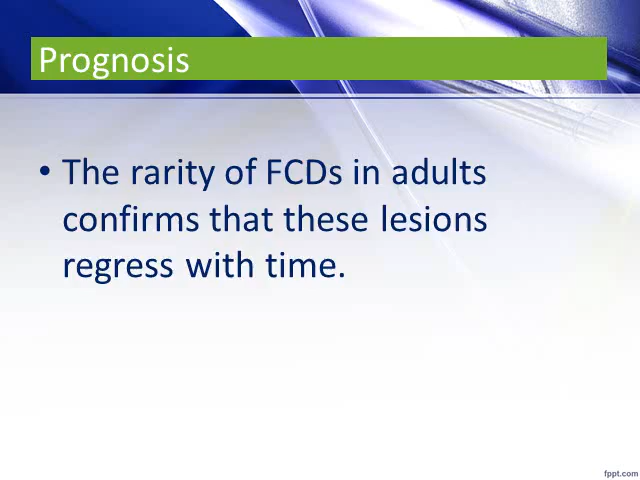 Prognosis
• The rarity of FCDs in adults
confirms that these lesions
regress with time.
fppt.com